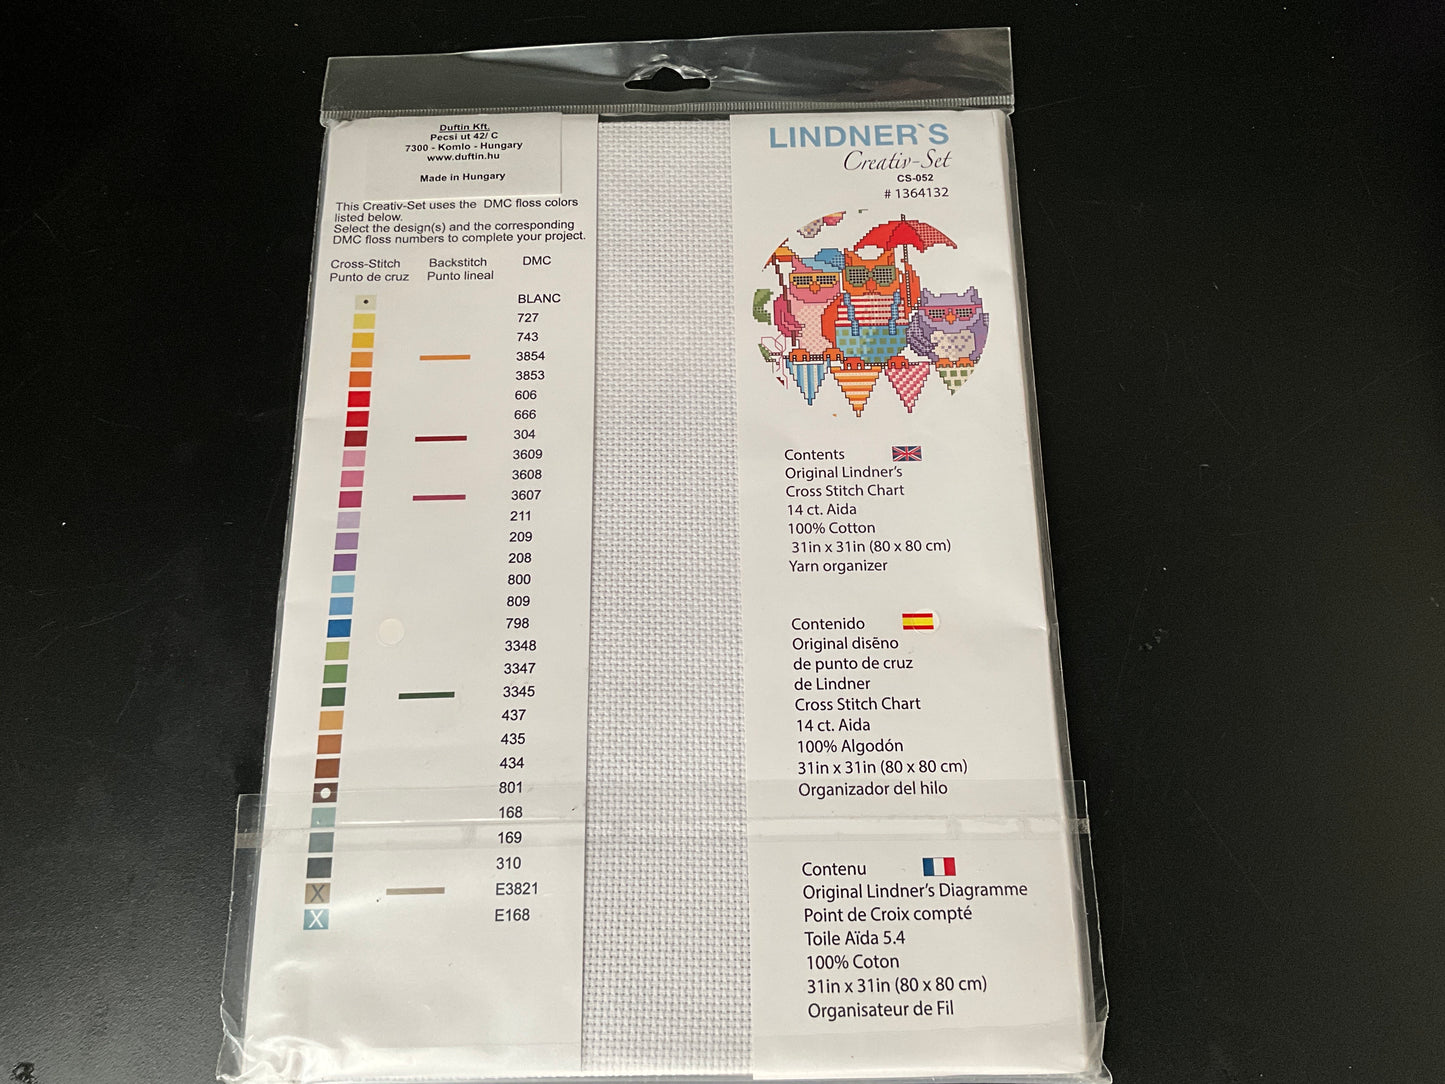 Duftin Kft.
Pecsi ut 42/ C
7300 - Komlo - Hungary
www.duftin.hu
Made in Hungary
This Creativ-Set uses the DMC floss colors
listed below.
Select the design(s) and the corresponding
DMC floss numbers to complete your project.
Cross-Stitch Backstitch DMC
Punto de cruz Punto lineal
BLANC
727
743
3854
3853
606
666
304
3609
3608
3607
211
209
208
800
809
798
3348
3347
3345
437
435
434
801
168
169
310
X E3821
X E168
LINDNER`S
Creativ-Set
CS-052
# 1364132
Contents
Original Lindner's
Cross Stitch Chart
14 ct. Aida
100% Cotton
31in x 31in (80 x 80 cm)
Yarn organizer
Contenido
Original disēno
de punto de cruz
de Lindner
Cross Stitch Chart
14 ct. Aida
100% Algodón
31in x 31in (80 x 80 cm)
Organizador del hilo
Contenu
Original Lindner's Diagramme
Point de Croix compté
Toile Aïda 5.4
100% Coton
31in x 31in (80 x 80 cm)
Organisateur de Fil